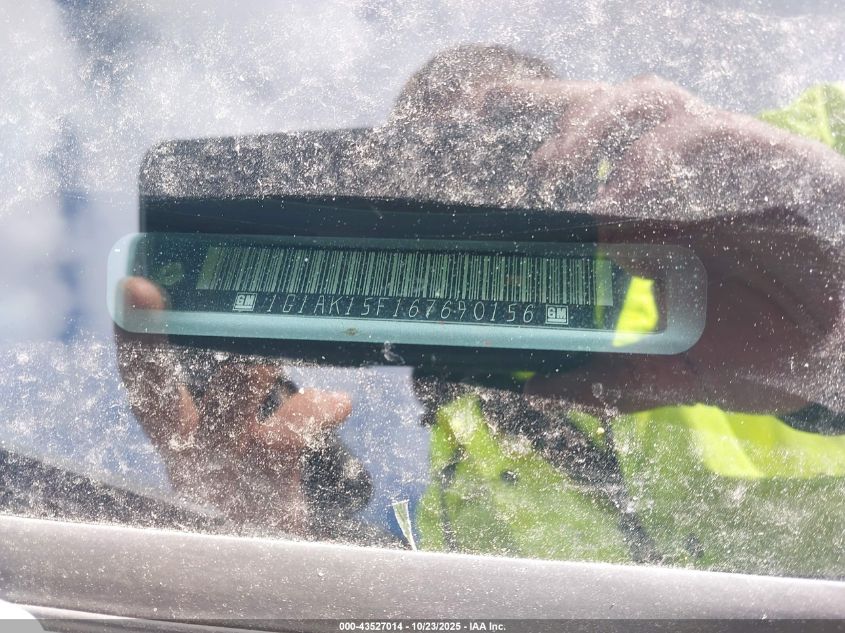 GM 1G1AK15F167690156 GM
000-43527014 - 10/23/2025 - IAA Inc.